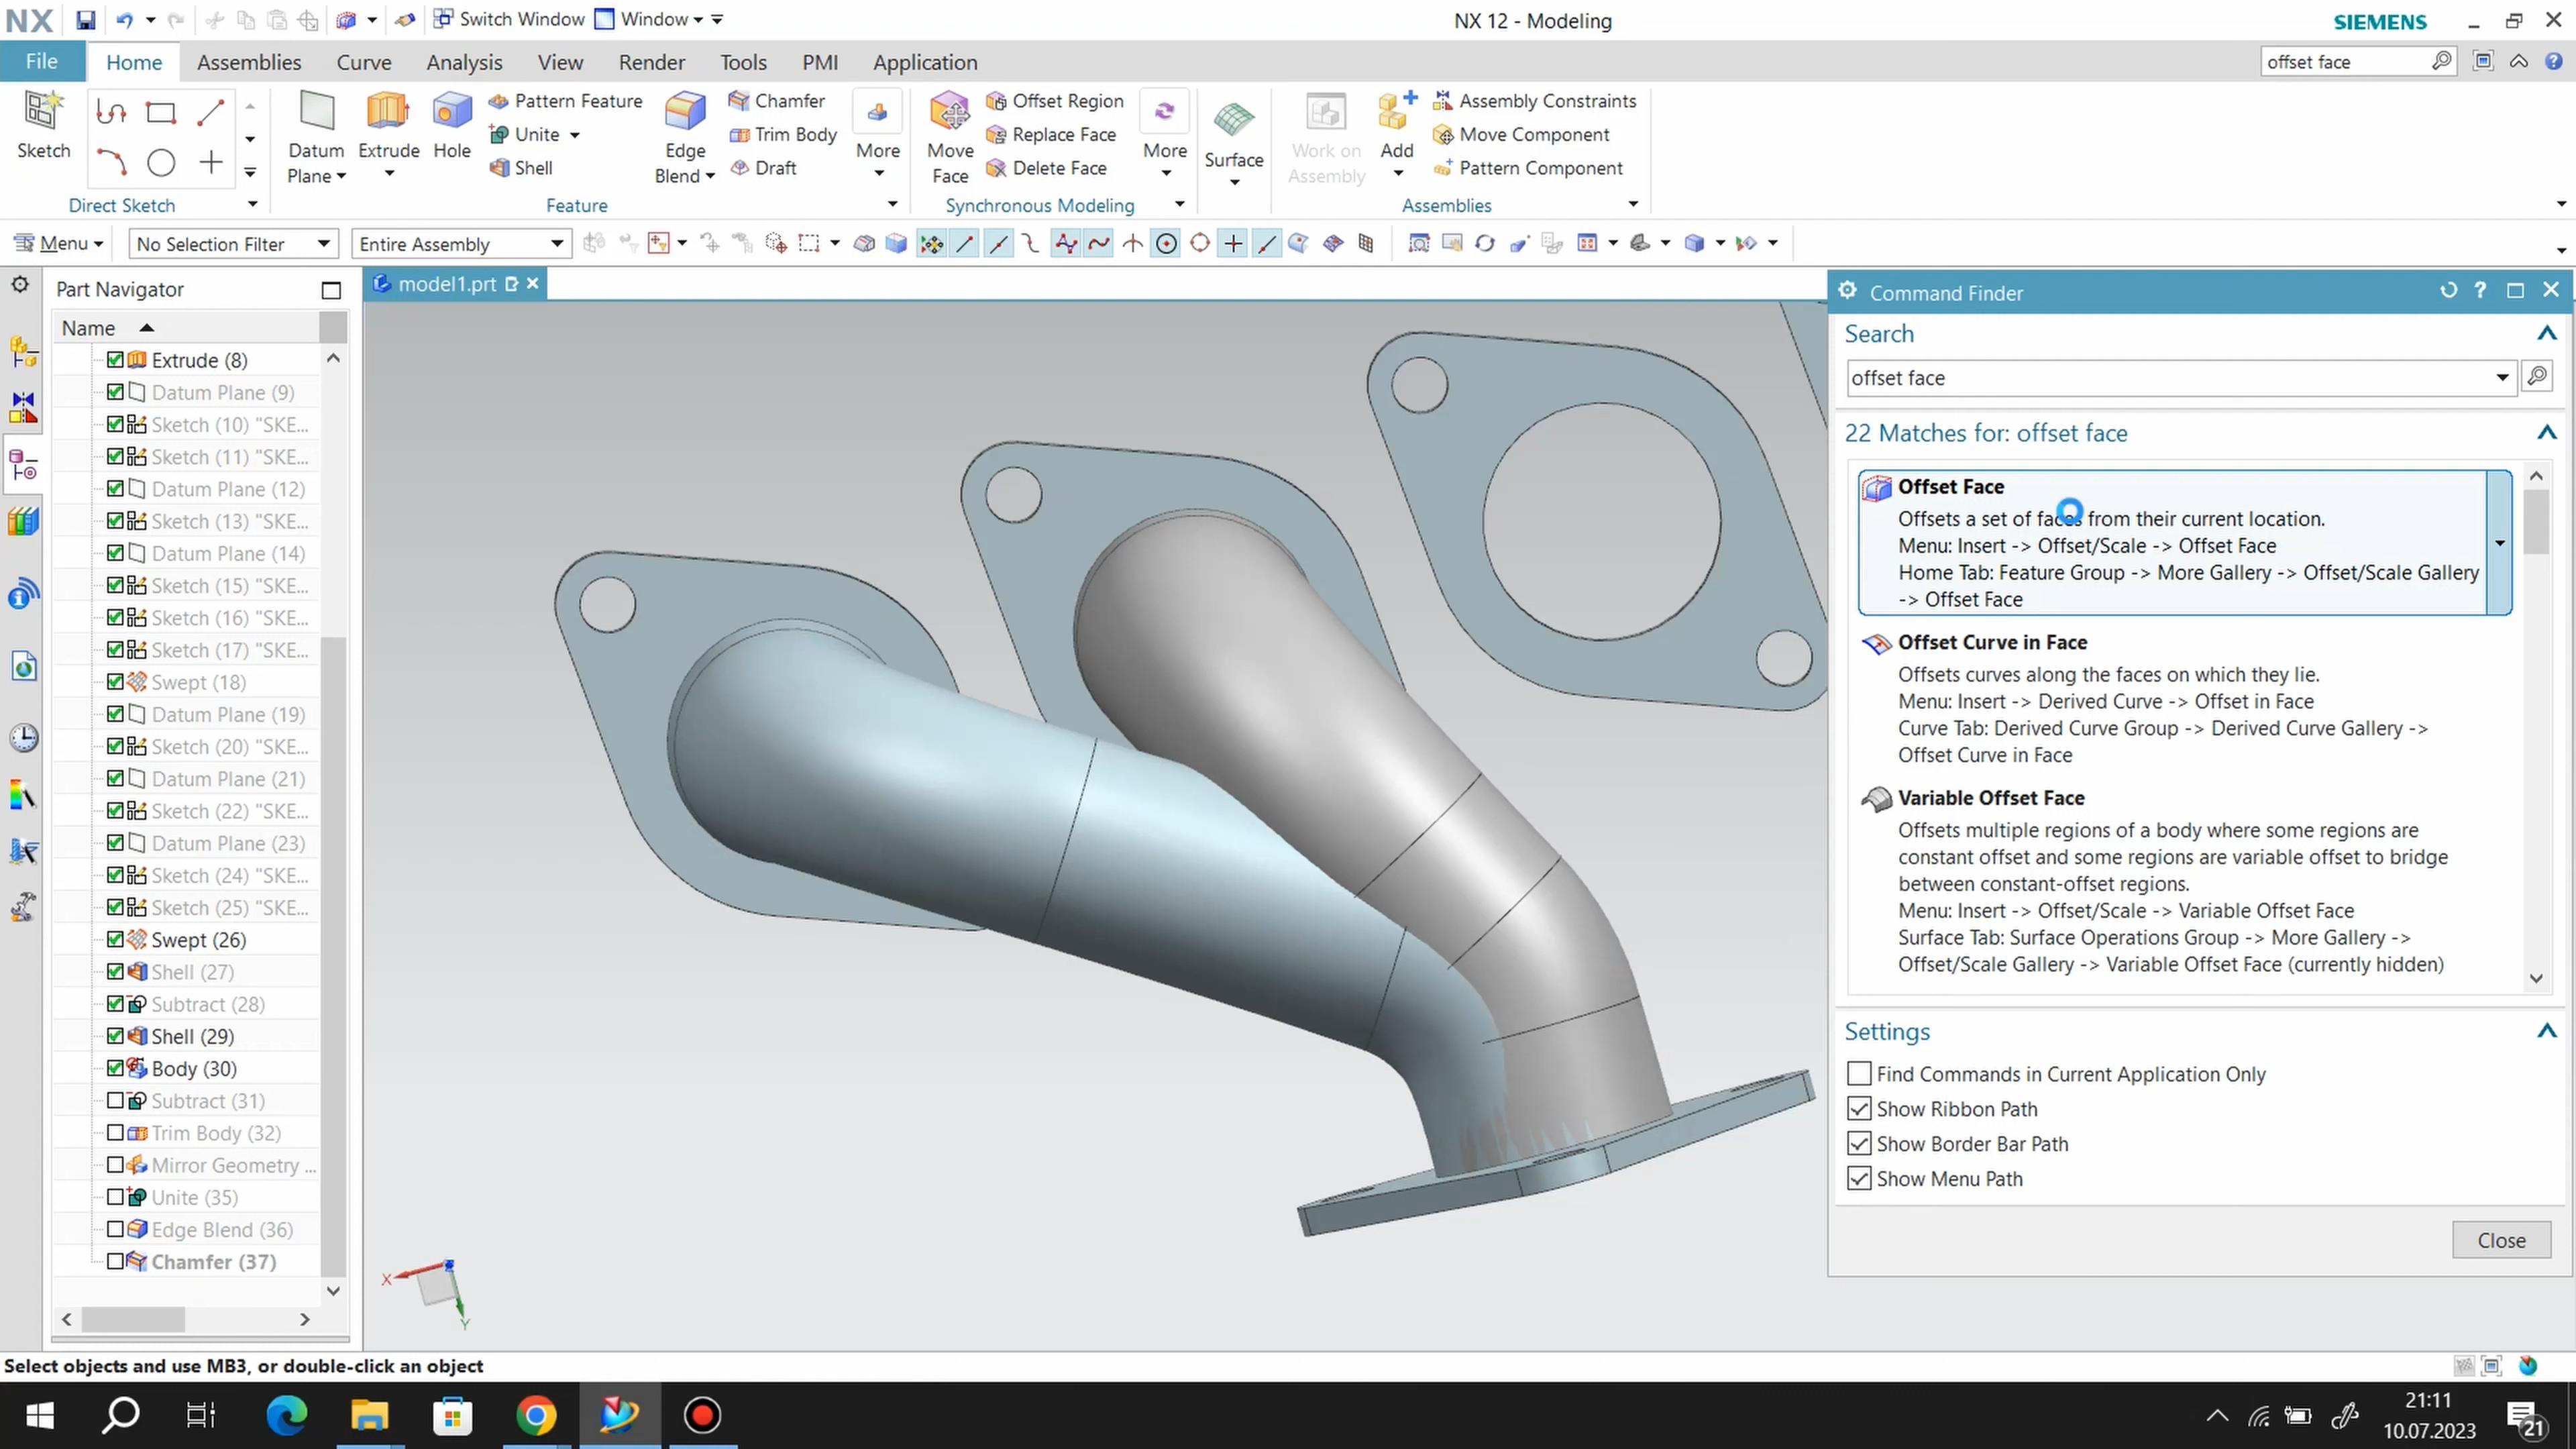 NX
Switch Window
Window
NX 12 - Modeling
SIEMENS
File
Home
Assemblies
Curve
Analysis
View
Render
Tools
PMI
Application
offset face
Sketch
Direct Sketch
Datum
Plane
Extrude
Hole
Pattern Feature
Unite
Shell
Edge
Blend
Chamfer
Trim Body
Draft
More
Feature
Move
Face
Offset Region
Replace Face
Delete Face
More
Synchronous Modeling
Surface
Work on
Assembly
Add
Assembly Constraints
Move Component
Pattern Component
Assemblies
Menu
No Selection Filter
Entire Assembly
Part Navigator
Name
Extrude (8)
Datum Plane (9)
Sketch (10) "SKE...
Sketch (11) "SKE...
Datum Plane (12)
Sketch (13) "SKE...
Datum Plane (14)
Sketch (15) "SKE...
Sketch (16) "SKE...
Sketch (17) "SKE...
Swept (18)
Datum Plane (19)
Sketch (20) "SKE...
Datum Plane (21)
Sketch (22) "SKE...
Datum Plane (23)
Sketch (24) "SKE...
Sketch (25) "SKE...
Swept (26)
Shell (27)
Subtract (28)
Shell (29)
Body (30)
Subtract (31)
Trim Body (32)
Mirror Geometry ...
Unite (35)
Edge Blend (36)
Chamfer (37)
model1.prt
X
Y
Command Finder
Search
offset face
22 Matches for: offset face
Offset Face
Offsets a set of faces from their current location.
Menu: Insert -> Offset/Scale -> Offset Face
Home Tab: Feature Group -> More Gallery -> Offset/Scale Gallery
-> Offset Face
Offset Curve in Face
Offsets curves along the faces on which they lie.
Menu: Insert -> Derived Curve -> Offset in Face
Curve Tab: Derived Curve Group -> Derived Curve Gallery ->
Offset Curve in Face
Variable Offset Face
Offsets multiple regions of a body where some regions are
constant offset and some regions are variable offset to bridge
between constant-offset regions.
Menu: Insert -> Offset/Scale -> Variable Offset Face
Surface Tab: Surface Operations Group -> More Gallery ->
Offset/Scale Gallery -> Variable Offset Face (currently hidden)
Settings
Find Commands in Current Application Only
Show Ribbon Path
Show Border Bar Path
Show Menu Path
Close
Select objects and use MB3, or double-click an object
21:11
10.07.2023
21